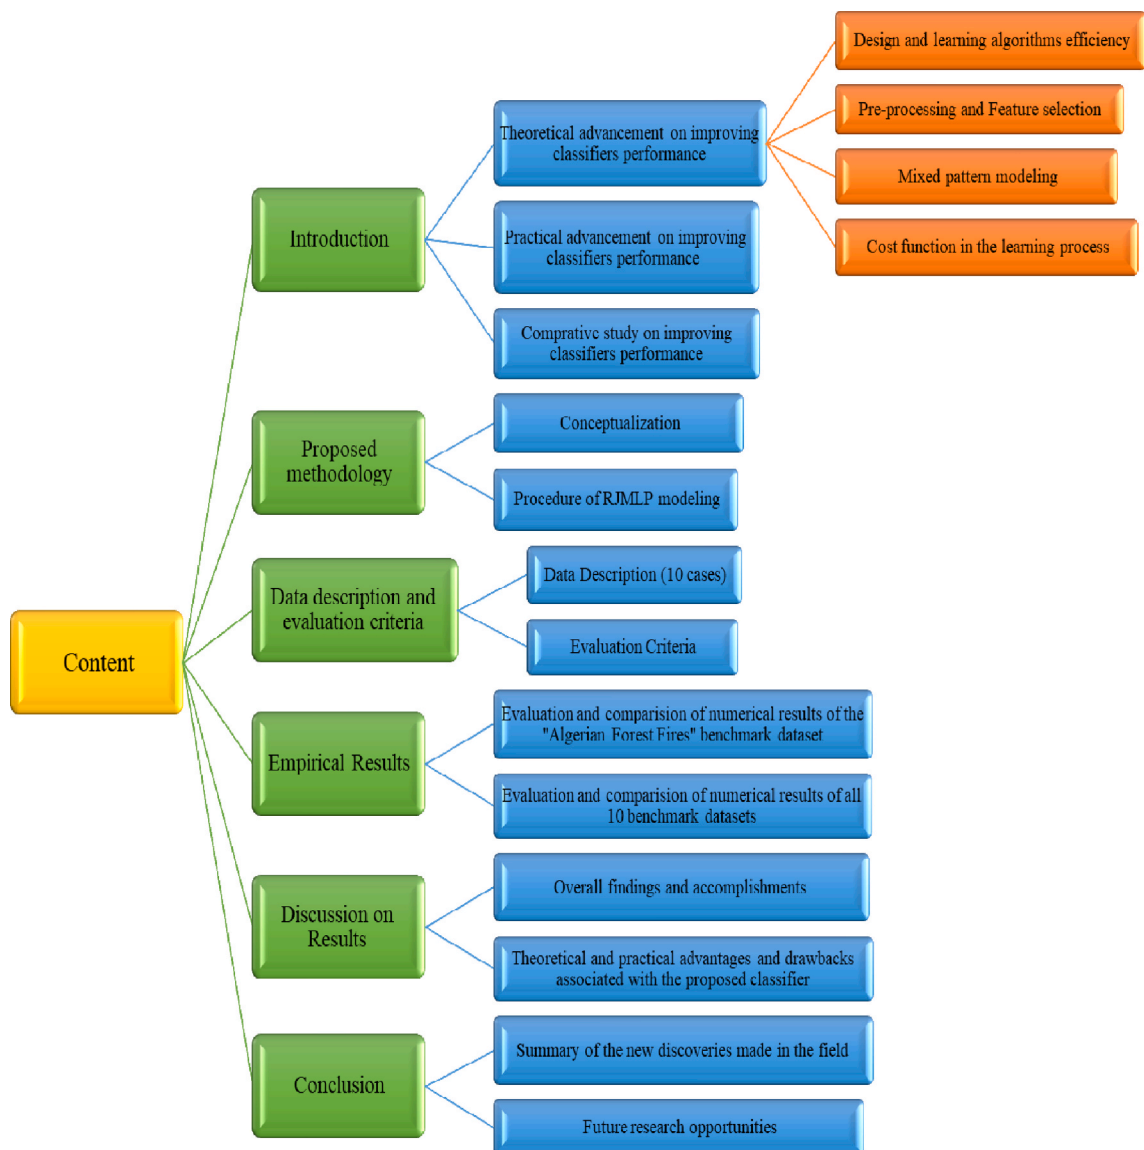 Content
Introduction
Theoretical advancement on improving
classifiers performance
Design and learning algorithms efficiency
Pre-processing and Feature selection
Mixed pattern modeling
Cost function in the learning process
Practical advancement on improving
classifiers performance
Comprative study on improving
classifiers performance
Proposed
methodology
Conceptualization
Procedure of RJMLP modeling
Data description and
evaluation criteria
Data Description (10 cases)
Evaluation Criteria
Empirical Results
Evaluation and comparision of numerical results of the
"Algerian Forest Fires" benchmark dataset
Evaluation and comparision of numerical results of all
10 benchmark datasets
Discussion on
Results
Overall findings and accomplishments
Theoretical and practical advantages and drawbacks
associated with the proposed classifier
Conclusion
Summary of the new discoveries made in the field
Future research opportunities